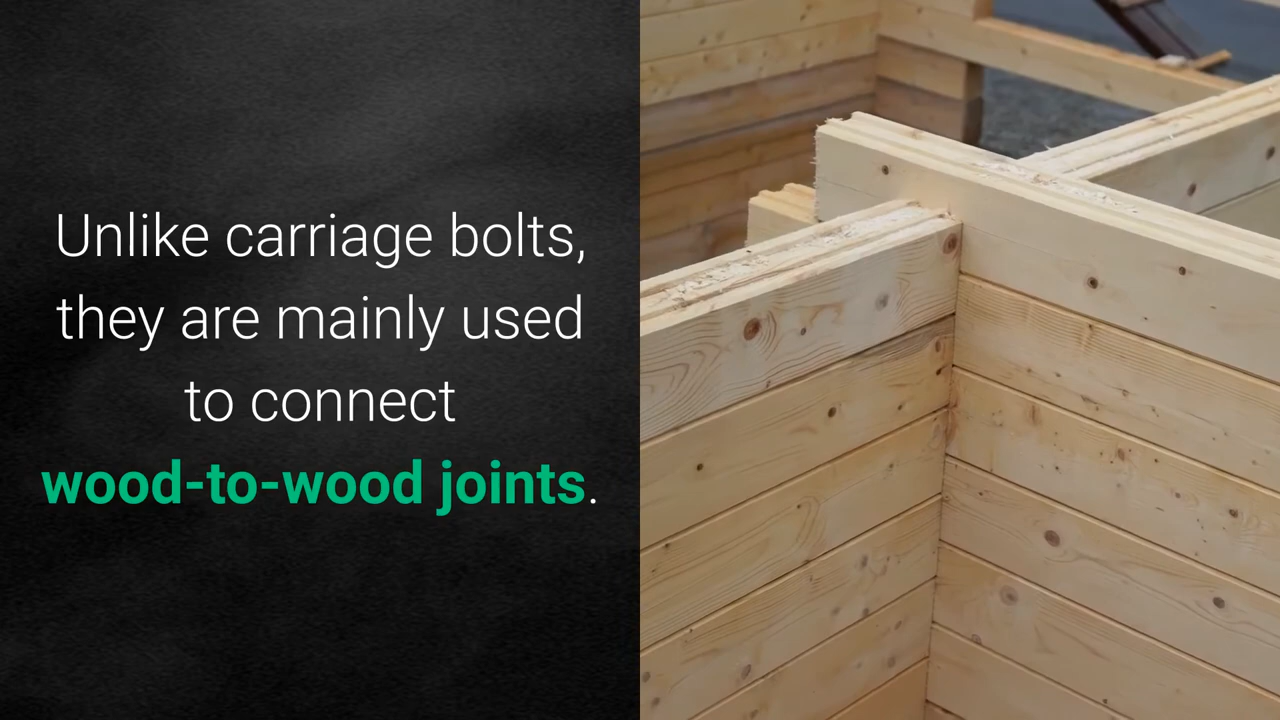 Unlike carriage bolts,
they are mainly used
to connect
wood-to-wood joints.